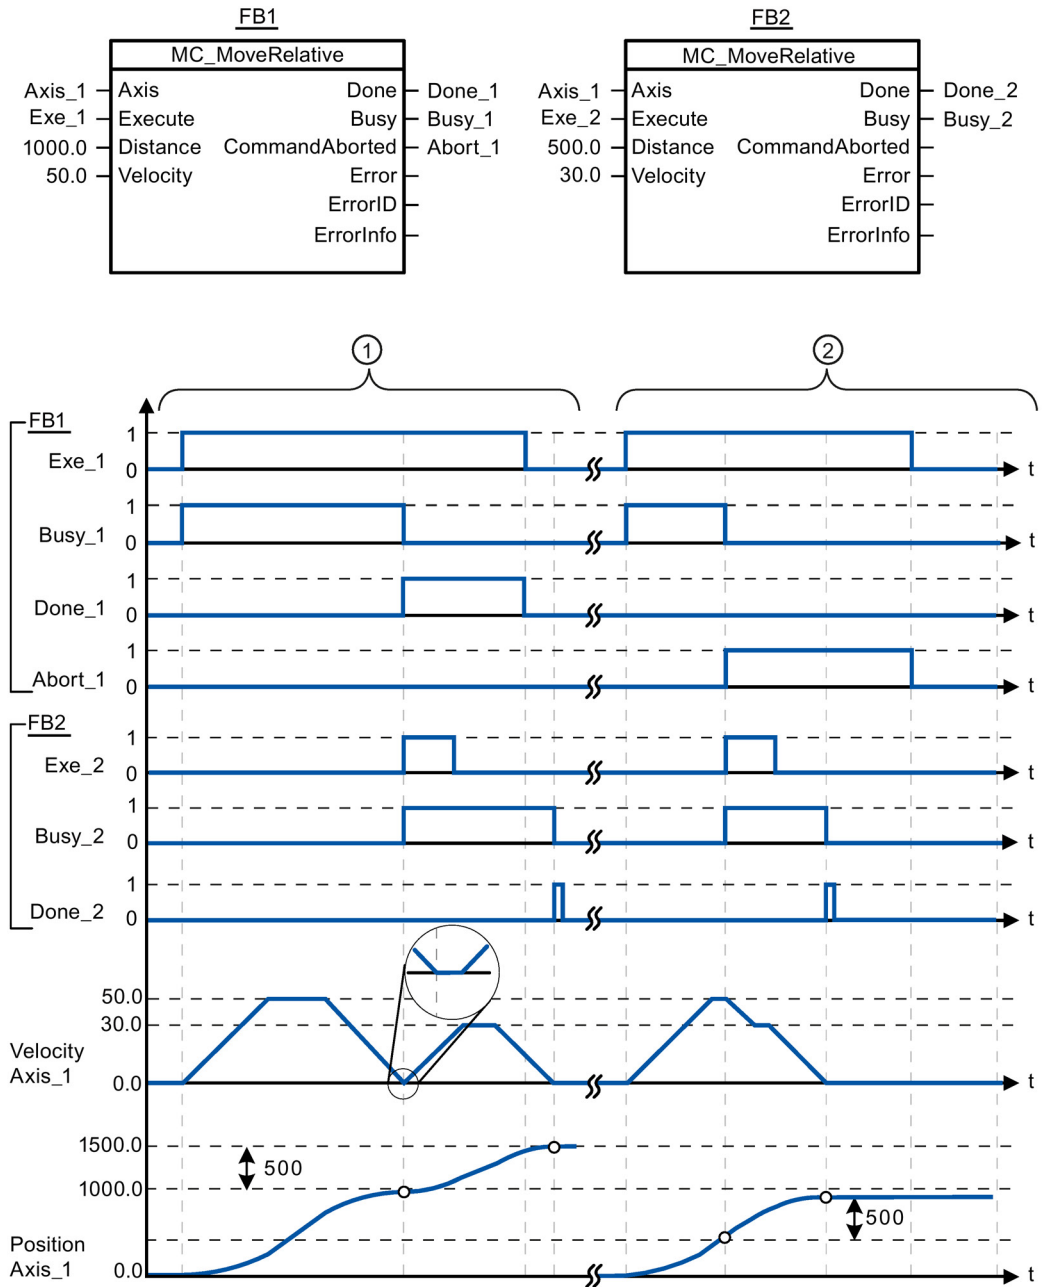 FB1 FB2
MC_MoveRelative MC_MoveRelative
Axis_1 Axis Done Done_1 Axis_1 Axis Done Done_2
Exe_1 Execute Busy Busy_1 Exe_2 Execute Busy Busy_2
1000.0 Distance CommandAborted Abort_1 500.0 Distance CommandAborted
50.0 Velocity Error 30.0 Velocity Error
ErrorID ErrorID
ErrorInfo ErrorInfo
1 2
FB1
1
Exe_1 0 t
1
Busy_1 0 t
1
Done_1 0 t
1
Abort_1 0 t
FB2
1
Exe_2 0 t
1
Busy_2 0 t
1
Done_2 0 t
50.0
30.0
Velocity
Axis_1 0.0 t
1500.0
500
1000.0
500
Position
Axis_1 0.0 t